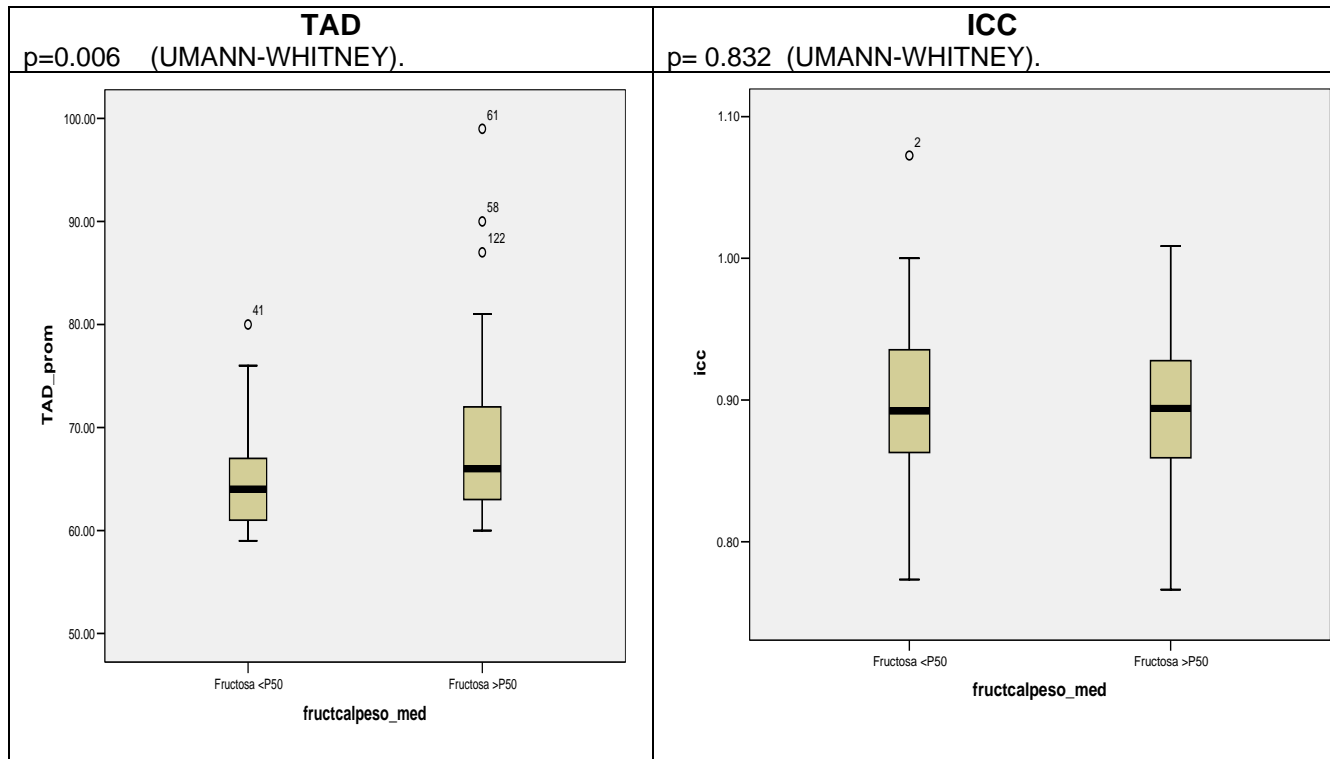 TAD
p=0.006 (UMANN-WHITNEY).
100.00
90.00
80.00
70.00
60.00
50.00
TAD_prom
61
58
122
41
Fructosa <P50
Fructosa >P50
fructcalpeso_med
ICC
p= 0.832 (UMANN-WHITNEY).
1.10
1.00
0.90
0.80
icc
2
Fructosa <P50
Fructosa >P50
fructcalpeso_med